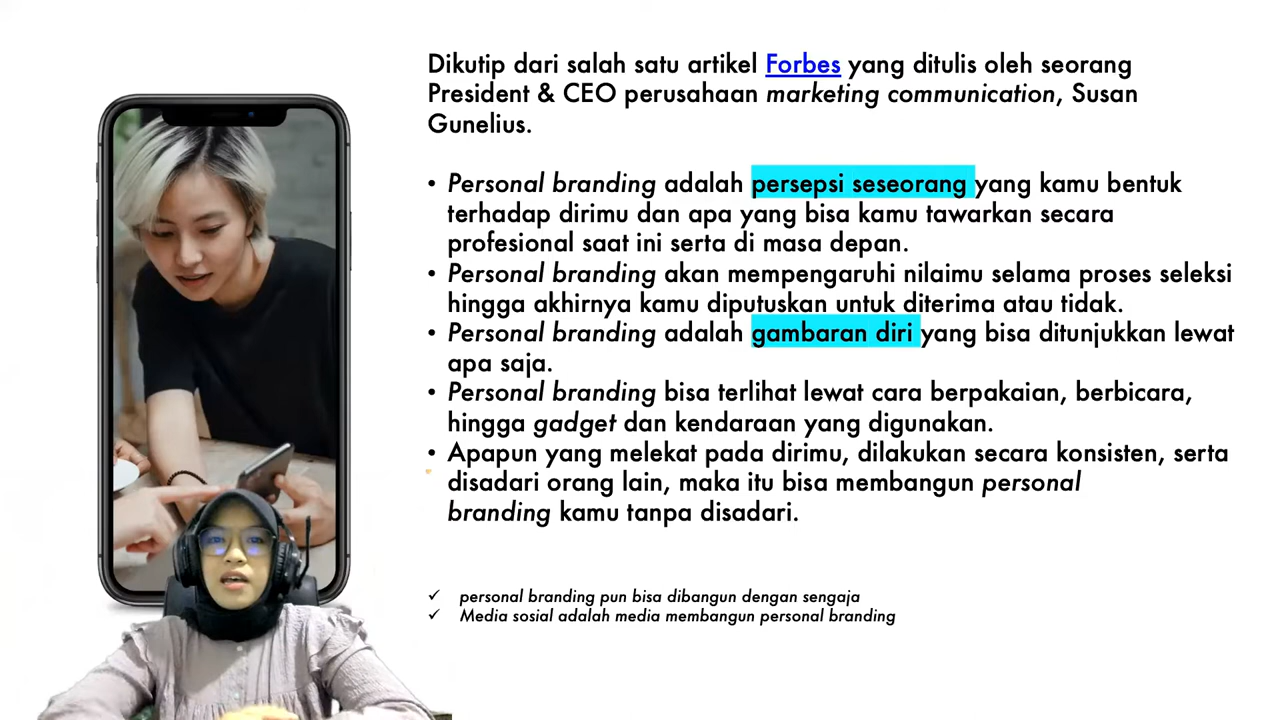 Dikutip dari salah satu artikel Forbes yang ditulis oleh seorang
President & CEO perusahaan marketing communication, Susan
Gunelius.
• Personal branding adalah persepsi seseorang yang kamu bentuk
terhadap dirimu dan apa yang bisa kamu tawarkan secara
profesional saat ini serta di masa depan.
• Personal branding akan mempengaruhi nilaimu selama proses seleksi
hingga akhirnya kamu diputuskan untuk diterima atau tidak.
• Personal branding adalah gambaran diri yang bisa ditunjukkan lewat
apa saja.
• Personal branding bisa terlihat lewat cara berpakaian, berbicara,
hingga gadget dan kendaraan yang digunakan.
• Apapun yang melekat pada dirimu, dilakukan secara konsisten, serta
disadari orang lain, maka itu bisa membangun personal
branding kamu tanpa disadari.
✓ personal branding pun bisa dibangun dengan sengaja
✓ Media sosial adalah media membangun personal branding